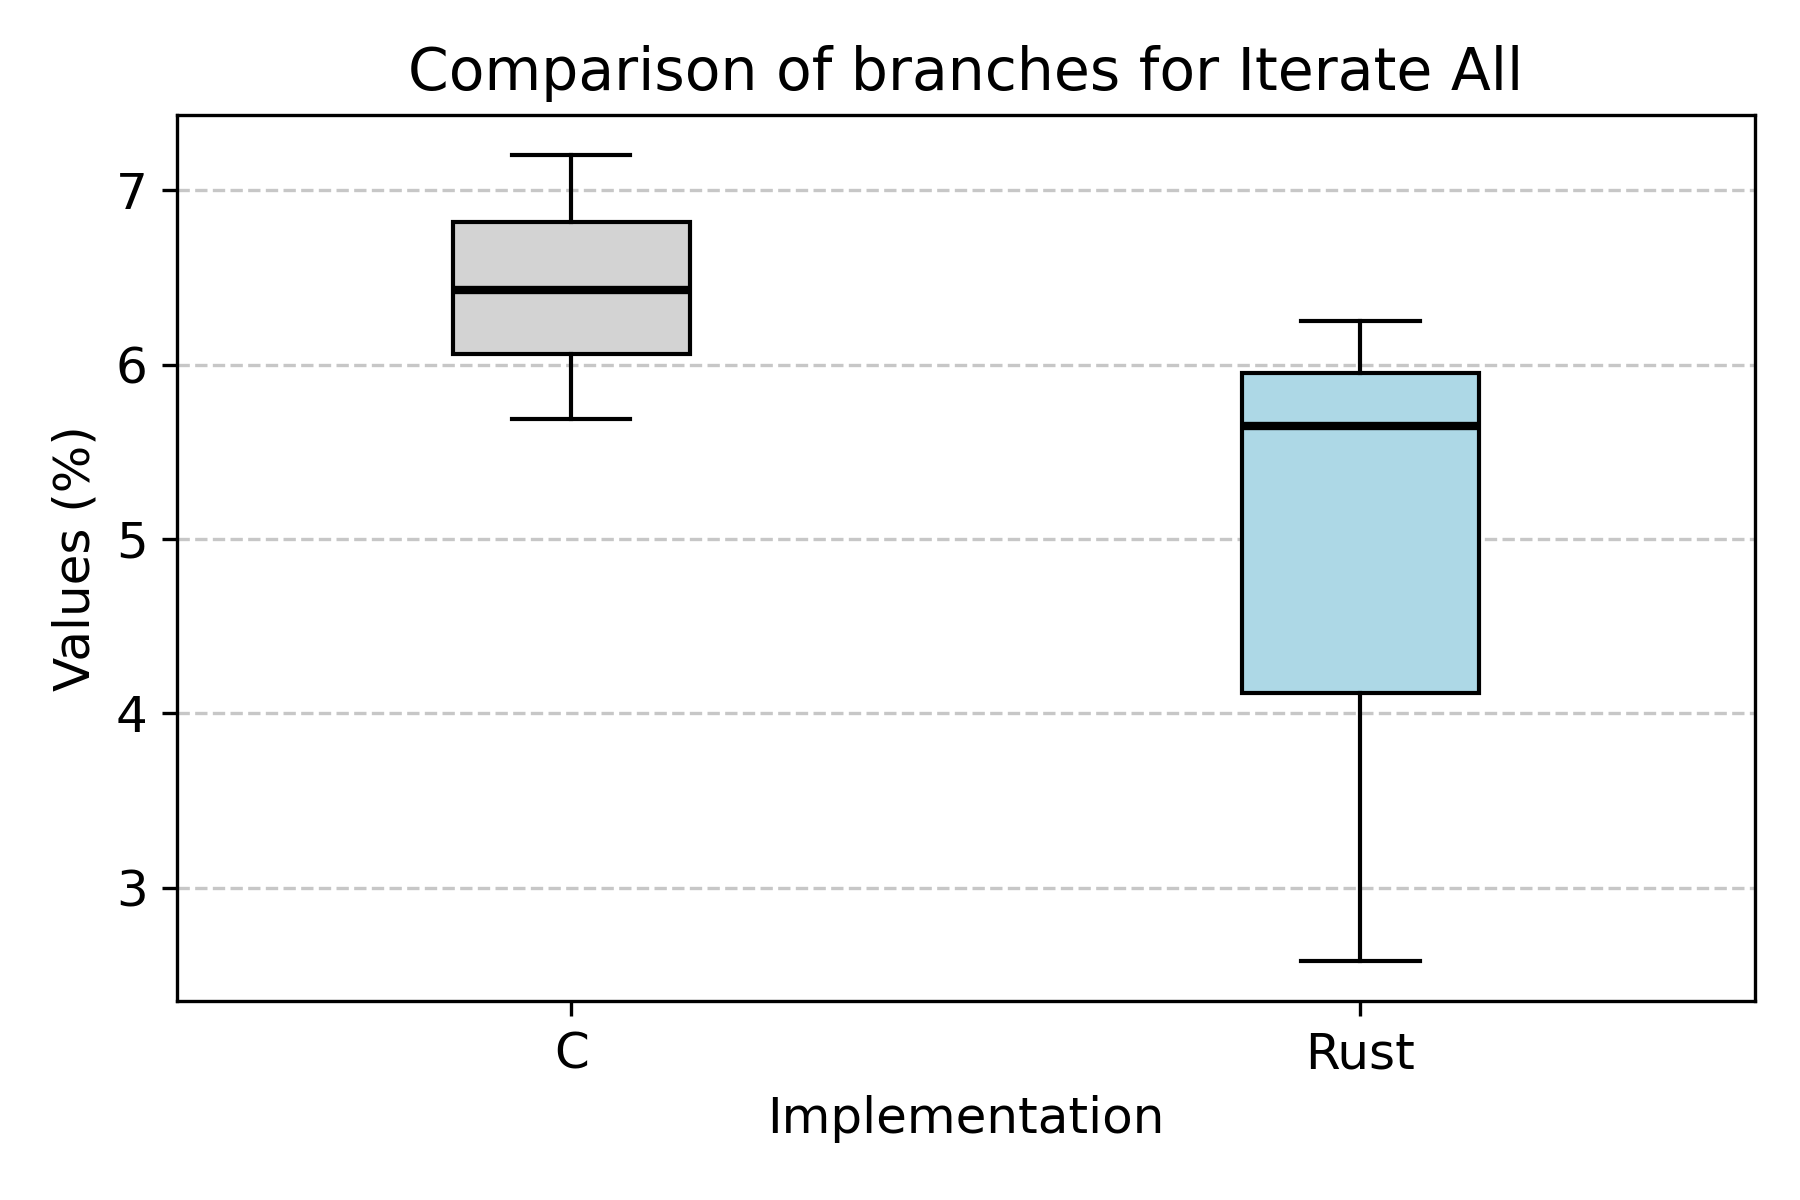 Comparison of branches for Iterate All
Values (%)
7
6
5
4
3
C
Rust
Implementation